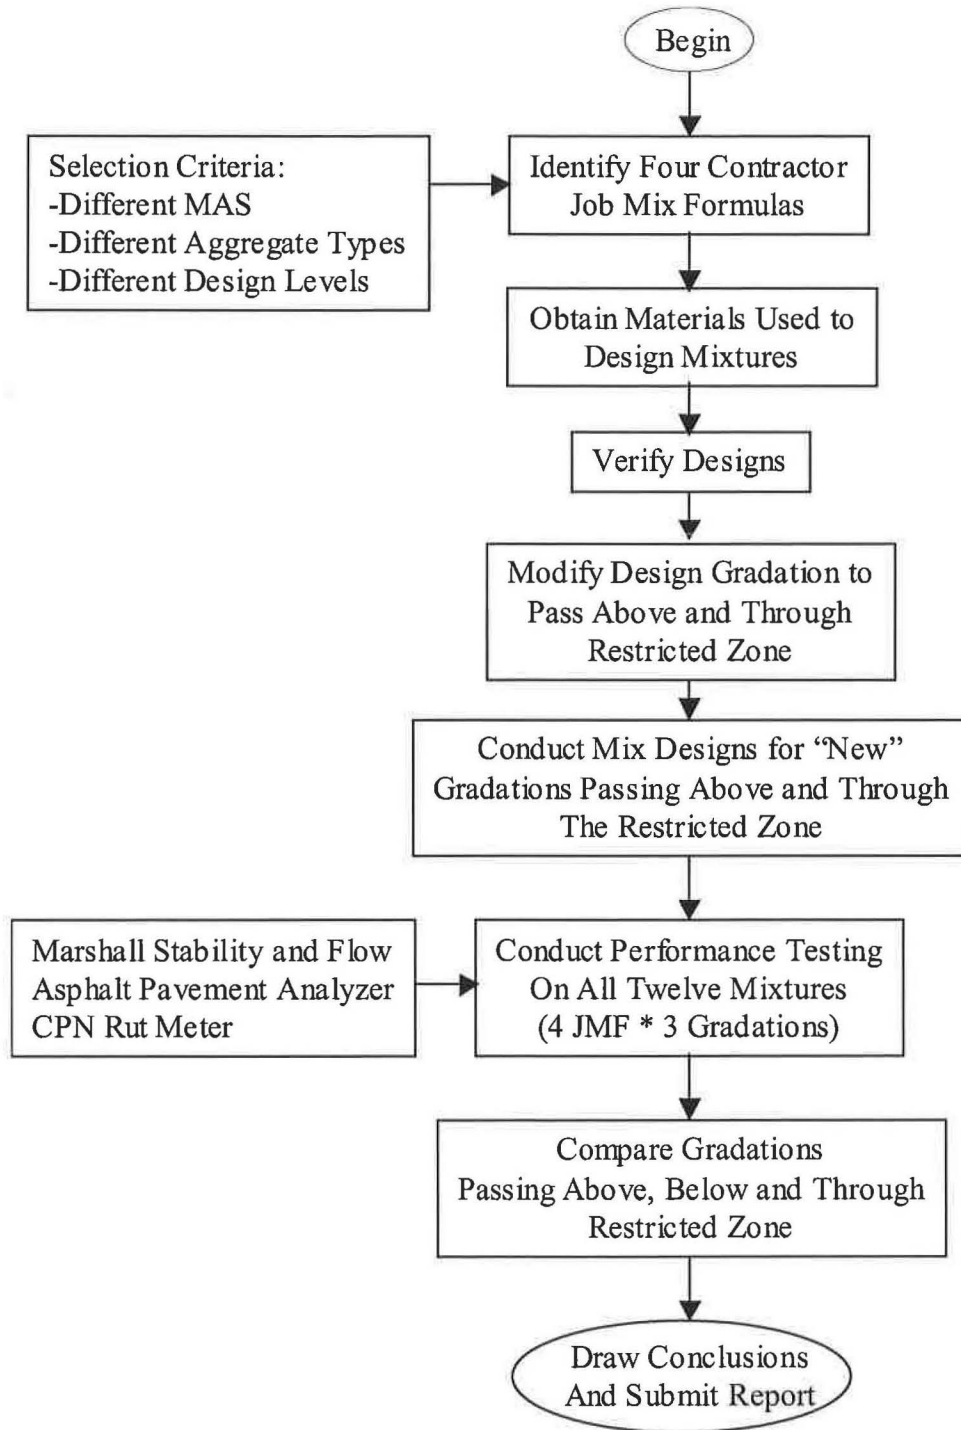 Begin
Selection Criteria:
-Different MAS
-Different Aggregate Types
-Different Design Levels
Identify Four Contractor
Job Mix Formulas
Obtain Materials Used to
Design Mixtures
Verify Designs
Modify Design Gradation to
Pass Above and Through
Restricted Zone
Conduct Mix Designs for “New”
Gradations Passing Above and Through
The Restricted Zone
Marshall Stability and Flow
Asphalt Pavement Analyzer
CPN Rut Meter
Conduct Performance Testing
On All Twelve Mixtures
(4 JMF * 3 Gradations)
Compare Gradations
Passing Above, Below and Through
Restricted Zone
Draw Conclusions
And Submit Report